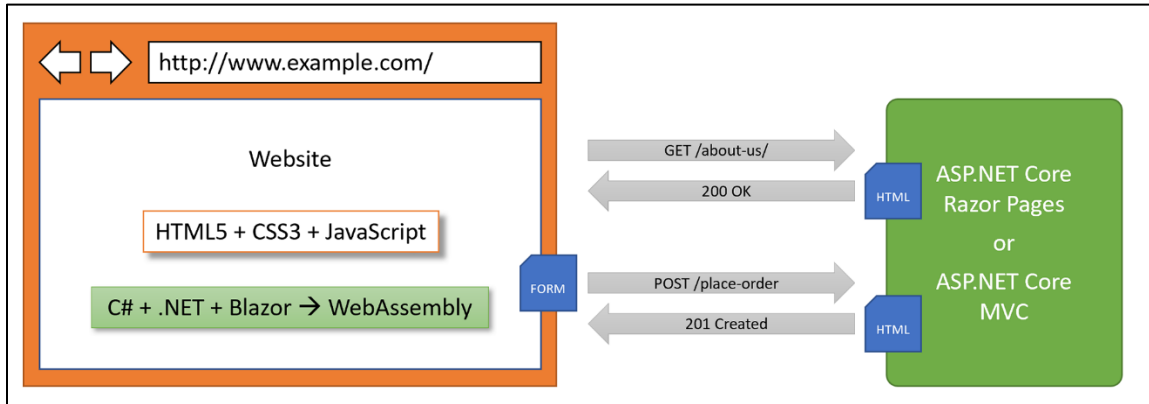 http://www.example.com/
Website
HTML5 + CSS3 + JavaScript
C# + .NET + Blazor → WebAssembly
FORM
GET /about-us/
200 OK
HTML
POST /place-order
201 Created
HTML
ASP.NET Core
Razor Pages
or
ASP.NET Core
MVC